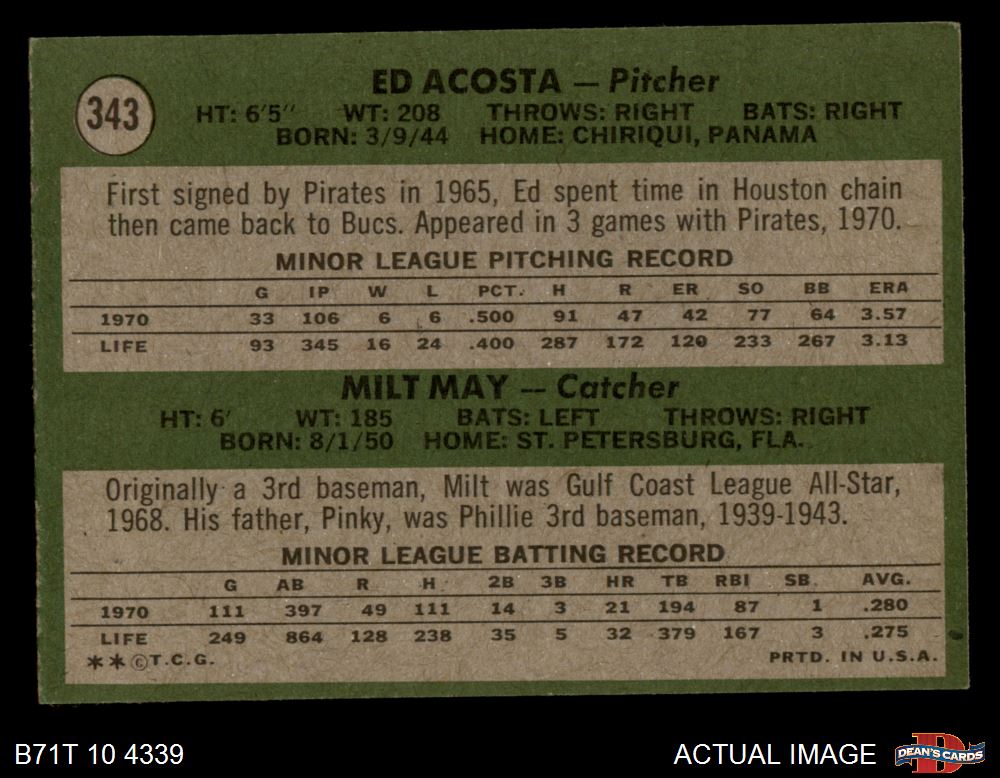 343
ED ACOSTA — Pitcher
HT: 6'5" WT: 208 THROWS: RIGHT BATS: RIGHT
BORN: 3/9/44 HOME: CHIRIQUI, PANAMA
First signed by Pirates in 1965, Ed spent time in Houston chain
then came back to Bucs. Appeared in 3 games with Pirates, 1970.
MINOR LEAGUE PITCHING RECORD
G IP W L PCT. H R ER SO BB ERA
1970 33 106 6 6 .500 91 47 42 77 64 3.57
LIFE 93 345 16 24 .400 287 172 120 233 267 3.13
MILT MAY — Catcher
HT: 6' WT: 185 BATS: LEFT THROWS: RIGHT
BORN: 8/1/50 HOME: ST. PETERSBURG, FLA.
Originally a 3rd baseman, Milt was Gulf Coast League All-Star,
1968. His father, Pinky, was Phillie 3rd baseman, 1939-1943.
MINOR LEAGUE BATTING RECORD
G AB R H 2B 3B HR TB RBI SB AVG.
1970 111 397 49 111 14 3 21 194 87 1 .280
LIFE 249 864 128 238 35 5 32 379 167 3 .275
**©T.C.G. PRTD. IN U.S.A.
B71T 10 4339 ACTUAL IMAGE DEAN'S CARDS